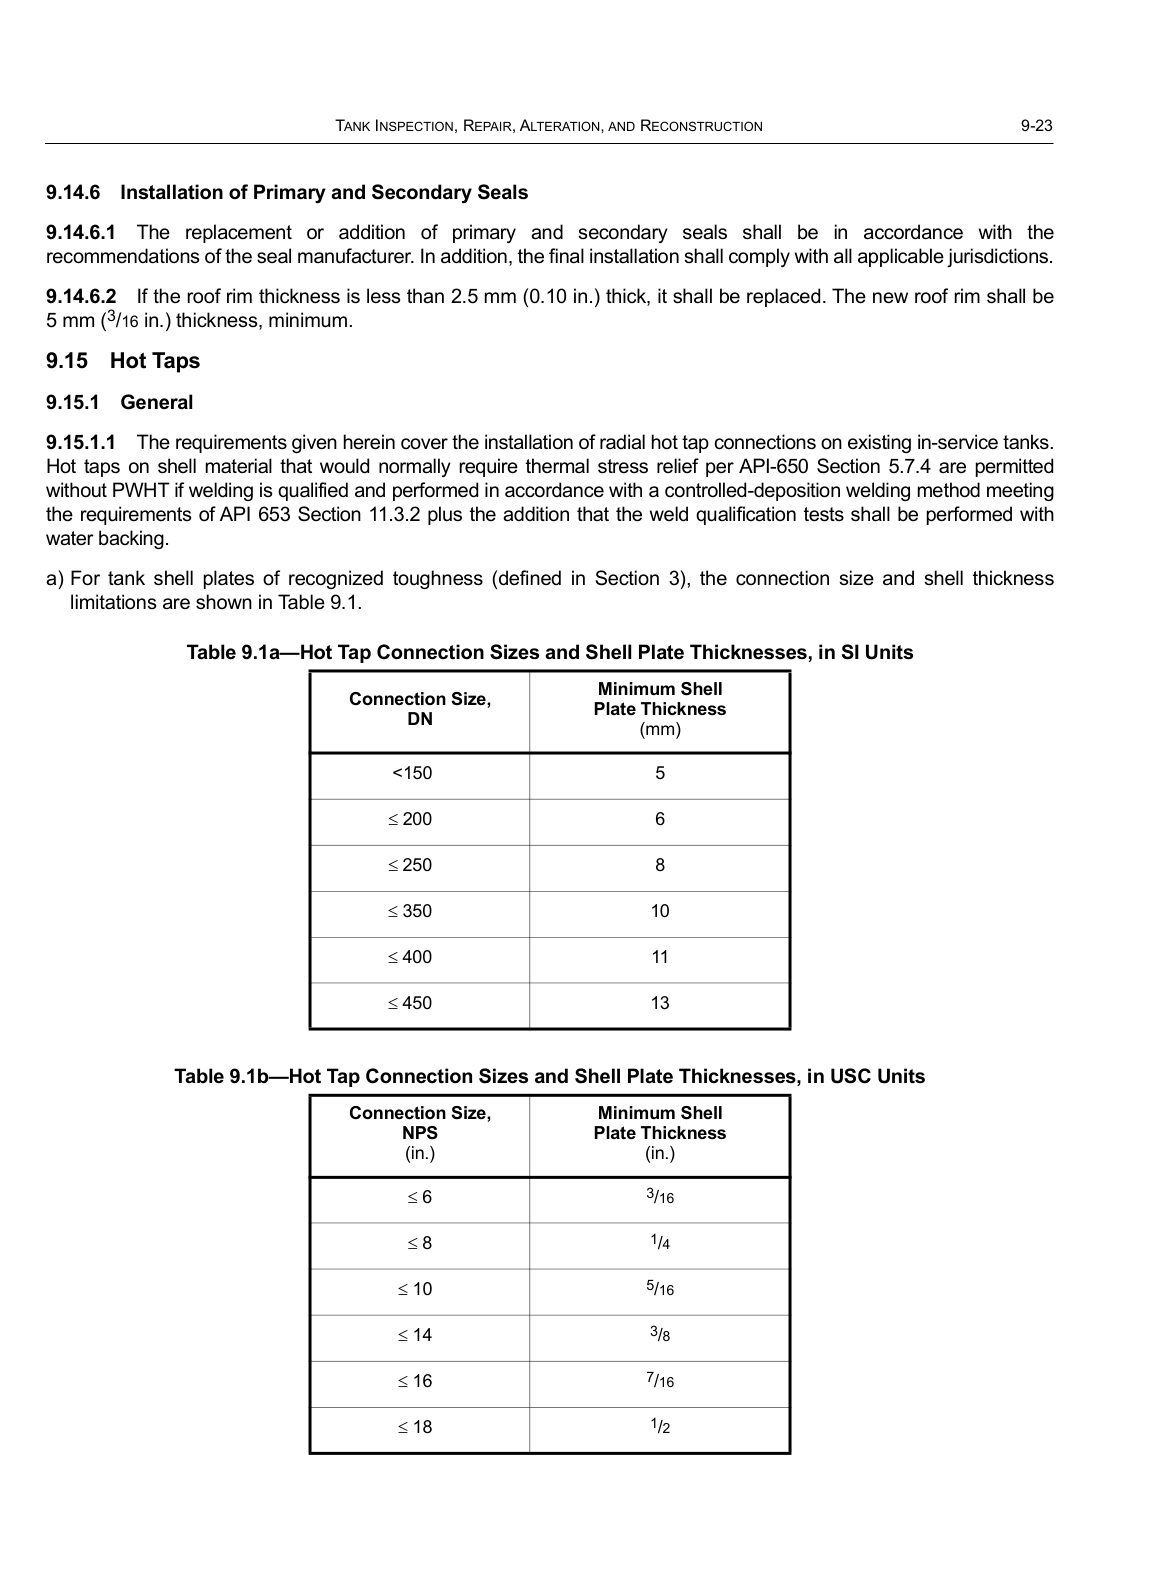 TANK INSPECTION, REPAIR, ALTERATION, AND RECONSTRUCTION 9-23
9.14.6 Installation of Primary and Secondary Seals
9.14.6.1 The replacement or addition of primary and secondary seals shall be in accordance with the
recommendations of the seal manufacturer. In addition, the final installation shall comply with all applicable jurisdictions.
9.14.6.2 If the roof rim thickness is less than 2.5 mm (0.10 in.) thick, it shall be replaced. The new roof rim shall be
5 mm (3/16 in.) thickness, minimum.
9.15 Hot Taps
9.15.1 General
9.15.1.1 The requirements given herein cover the installation of radial hot tap connections on existing in-service tanks.
Hot taps on shell material that would normally require thermal stress relief per API-650 Section 5.7.4 are permitted
without PWHT if welding is qualified and performed in accordance with a controlled-deposition welding method meeting
the requirements of API 653 Section 11.3.2 plus the addition that the weld qualification tests shall be performed with
water backing.
a) For tank shell plates of recognized toughness (defined in Section 3), the connection size and shell thickness
limitations are shown in Table 9.1.
Table 9.1a—Hot Tap Connection Sizes and Shell Plate Thicknesses, in SI Units
Connection Size,
DN
Minimum Shell
Plate Thickness
(mm)
<150 5
≤ 200 6
≤ 250 8
≤ 350 10
≤ 400 11
≤ 450 13
Table 9.1b—Hot Tap Connection Sizes and Shell Plate Thicknesses, in USC Units
Connection Size,
NPS
(in.)
Minimum Shell
Plate Thickness
(in.)
≤ 6 3/16
≤ 8 1/4
≤ 10 5/16
≤ 14 3/8
≤ 16 7/16
≤ 18 1/2